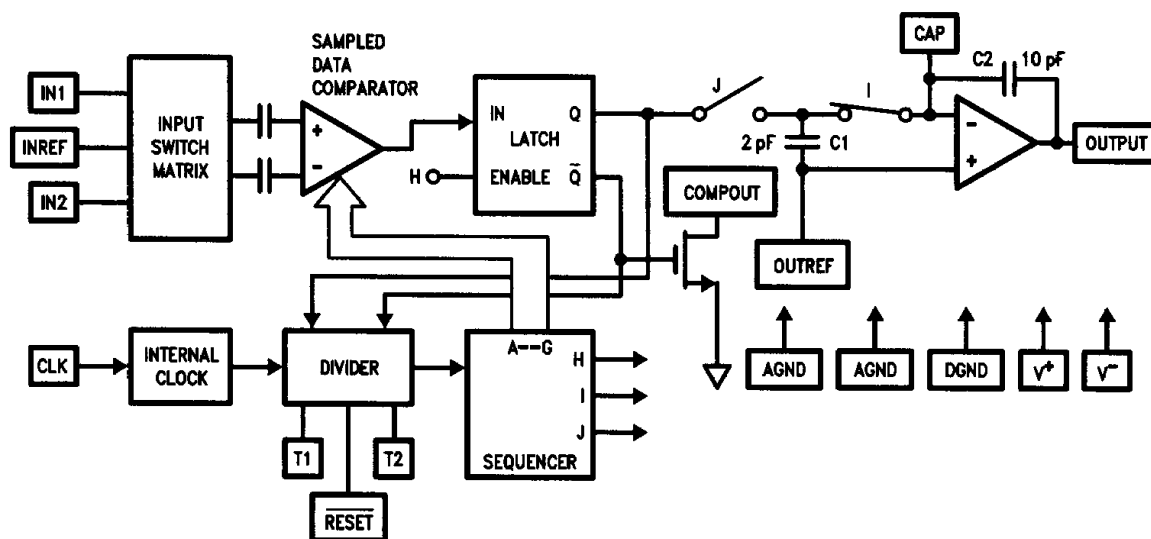 SAMPLED
DATA
COMPARATOR
CAP
C2
10 pF
IN1
INREF
IN2
INPUT
SWITCH
MATRIX
+
−
IN
Q
LATCH
H
ENABLE
Q̅
J
I
2 pF
C1
−
+
OUTPUT
COMPOUT
OUTREF
CLK
INTERNAL
CLOCK
DIVIDER
A--G
H
I
J
SEQUENCER
T1
T2
R̅E̅S̅E̅T̅
AGND
AGND
DGND
V⁺
V⁻